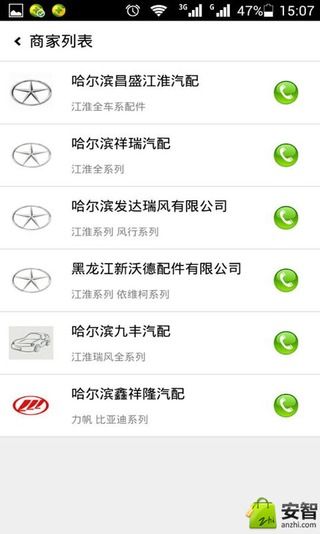 3G G 47% 15:07
商家列表
哈尔滨昌盛江淮汽配
江淮全车系配件
哈尔滨祥瑞汽配
江淮全系列
哈尔滨发达瑞风有限公司
江淮系列 风行系列
黑龙江新沃德配件有限公司
江淮系列 依维柯系列
哈尔滨九丰汽配
江淮瑞风全系列
哈尔滨鑫祥隆汽配
力帆 比亚迪系列
zhi
安智
anzhi.com